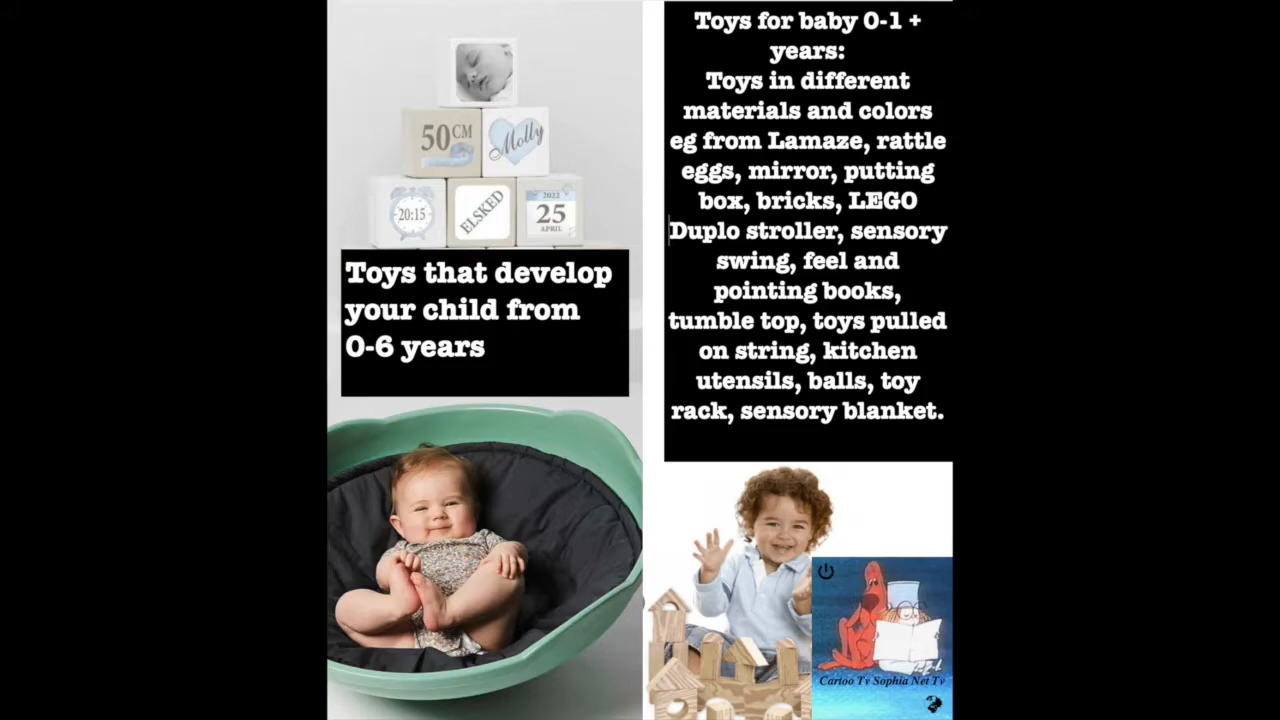 50CM
Molly
20:15
ELSKED
2022
25
APRIL
Toys that develop
your child from
0-6 years
Toys for baby 0-1 +
years:
Toys in different
materials and colors
eg from Lamaze, rattle
eggs, mirror, putting
box, bricks, LEGO
Duplo stroller, sensory
swing, feel and
pointing books,
tumble top, toys pulled
on string, kitchen
utensils, balls, toy
rack, sensory blanket.
Cartoo Tv Sophia Net Tv